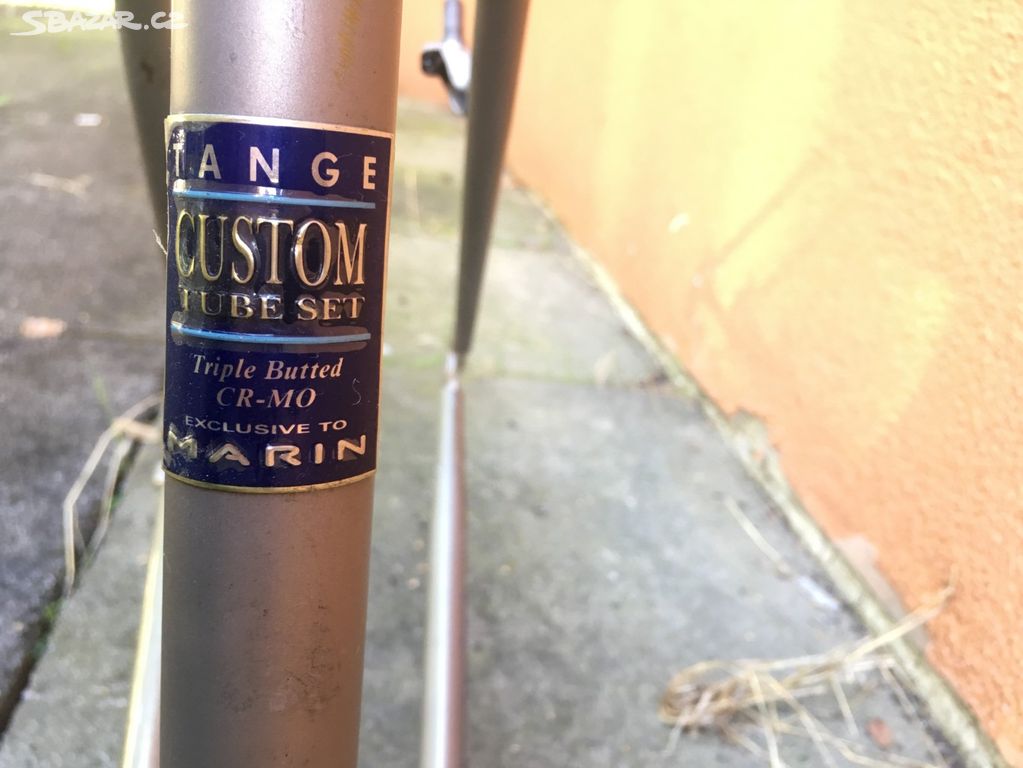 SBAZAR.CZ
TANGE
CUSTOM
TUBE SET
Triple Butted
CR-MO
EXCLUSIVE TO
MARIN